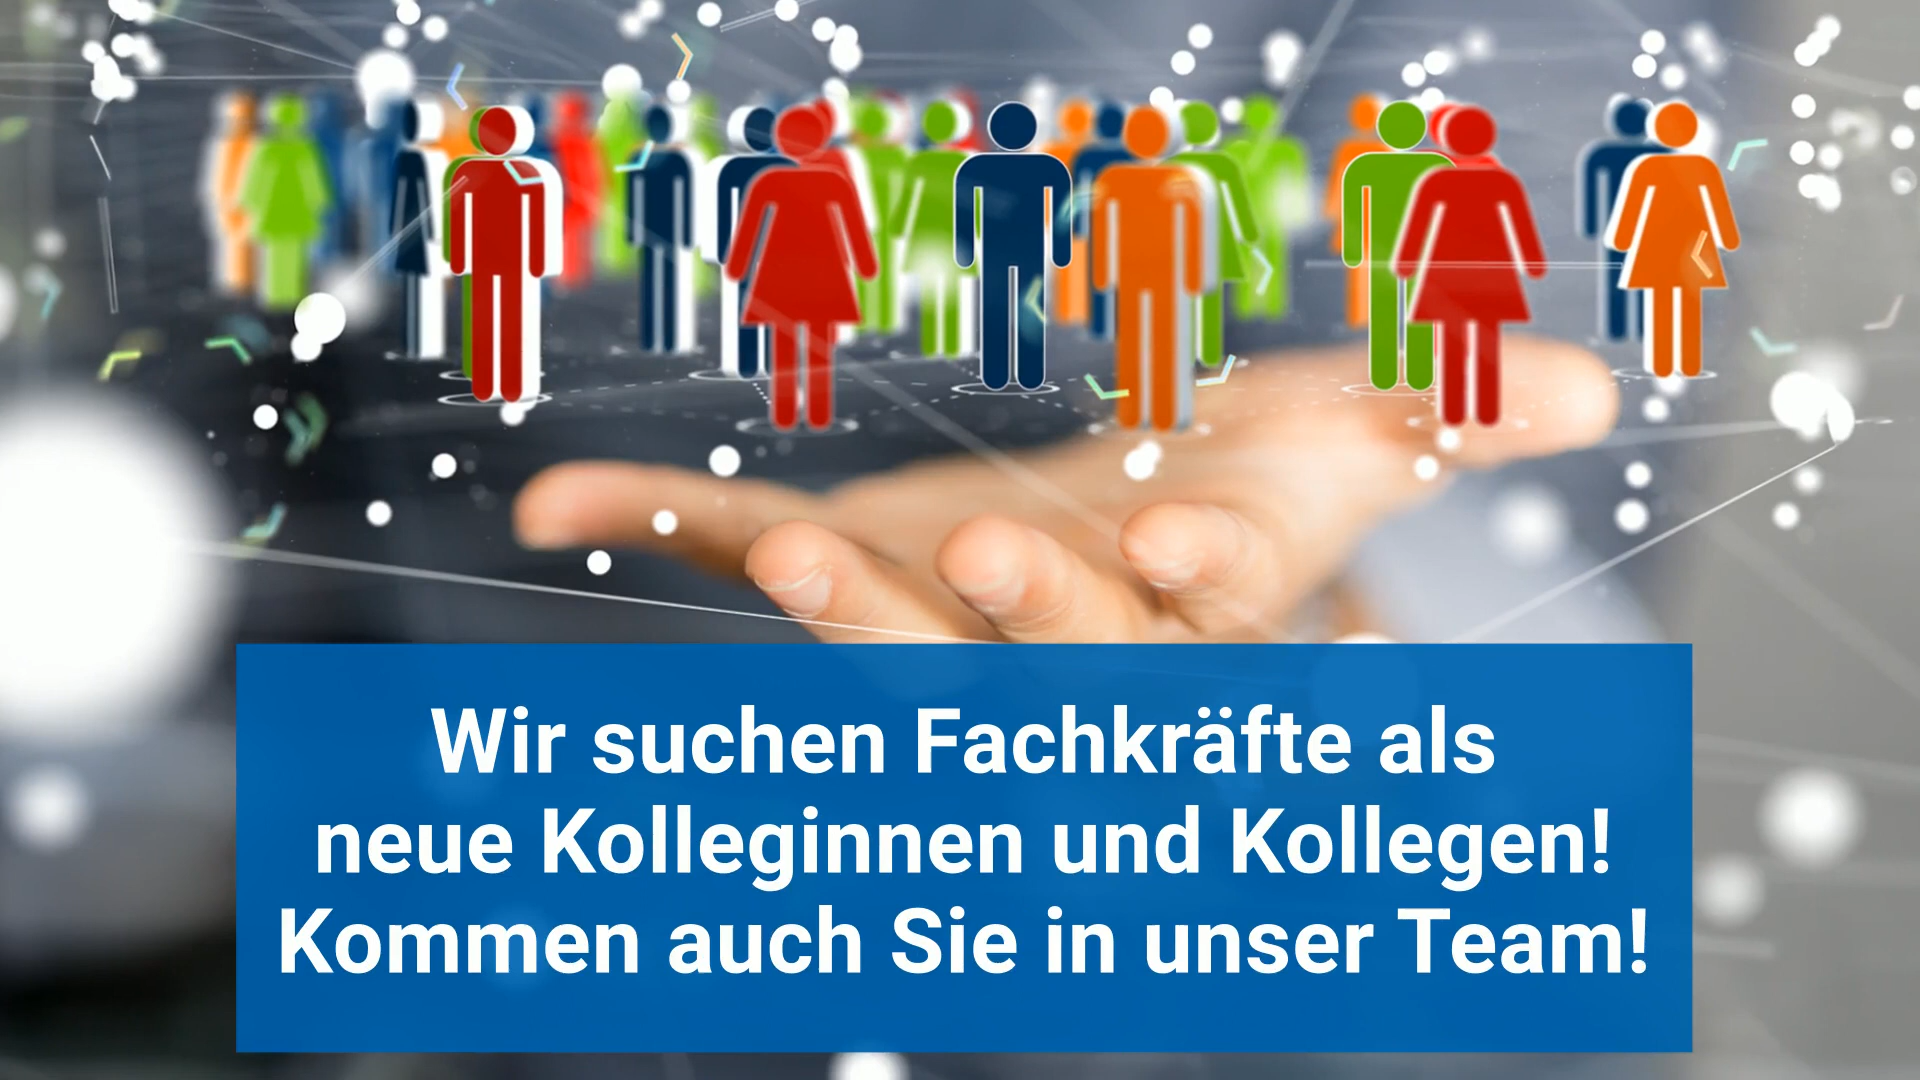 Wir suchen Fachkräfte als
neue Kolleginnen und Kollegen!
Kommen auch Sie in unser Team!